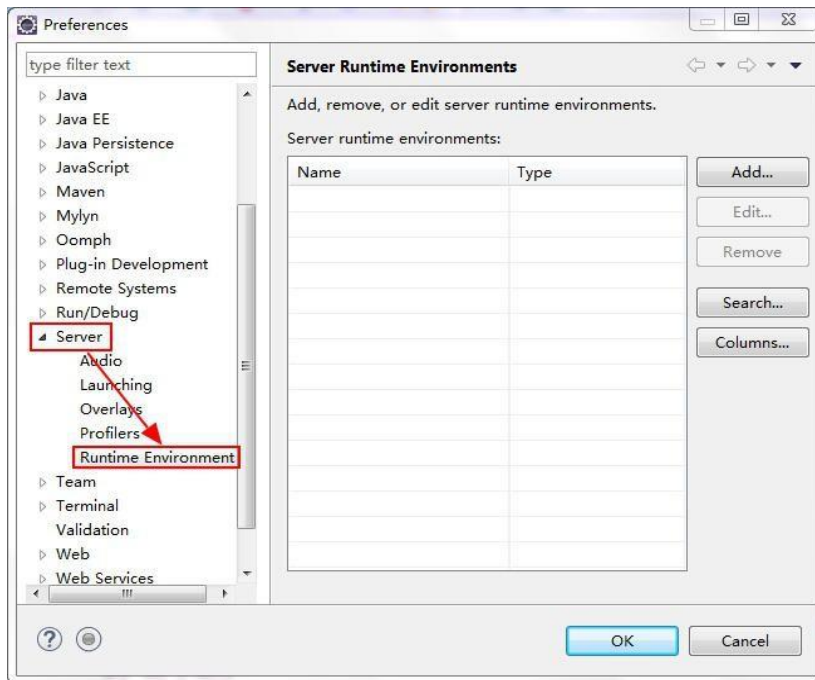 Preferences
type filter text
Java
Java EE
Java Persistence
JavaScript
Maven
Mylyn
Oomph
Plug-in Development
Remote Systems
Run/Debug
Server
Audio
Launching
Overlays
Profilers
Runtime Environment
Team
Terminal
Validation
Web
Web Services
Server Runtime Environments
Add, remove, or edit server runtime environments.
Server runtime environments:
Name Type
Add...
Edit...
Remove
Search...
Columns...
OK Cancel